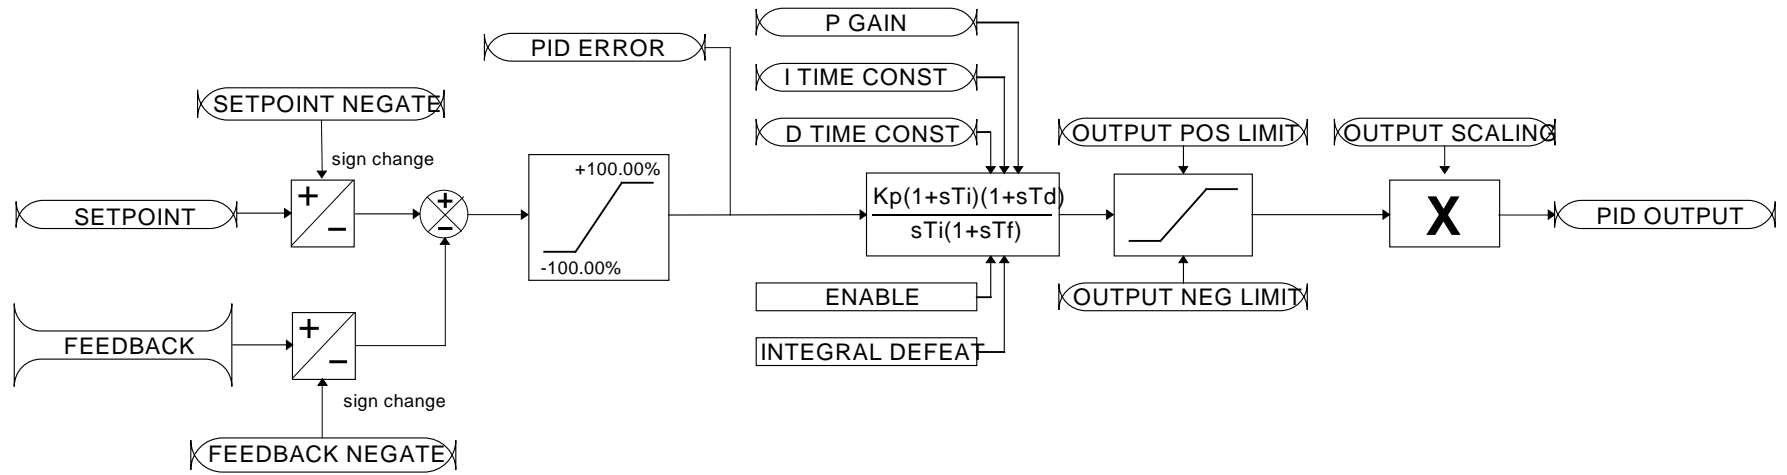 P GAIN
PID ERROR
I TIME CONST
SETPOINT NEGATE
D TIME CONST
OUTPUT POS LIMIT
OUTPUT SCALING
sign change
+100.00%
+
-
SETPOINT
+
-
-100.00%
Kp(1+sTi)(1+sTd)
sTi(1+sTf)
X
PID OUTPUT
ENABLE
OUTPUT NEG LIMIT
FEEDBACK
+
-
INTEGRAL DEFEAT
sign change
FEEDBACK NEGATE